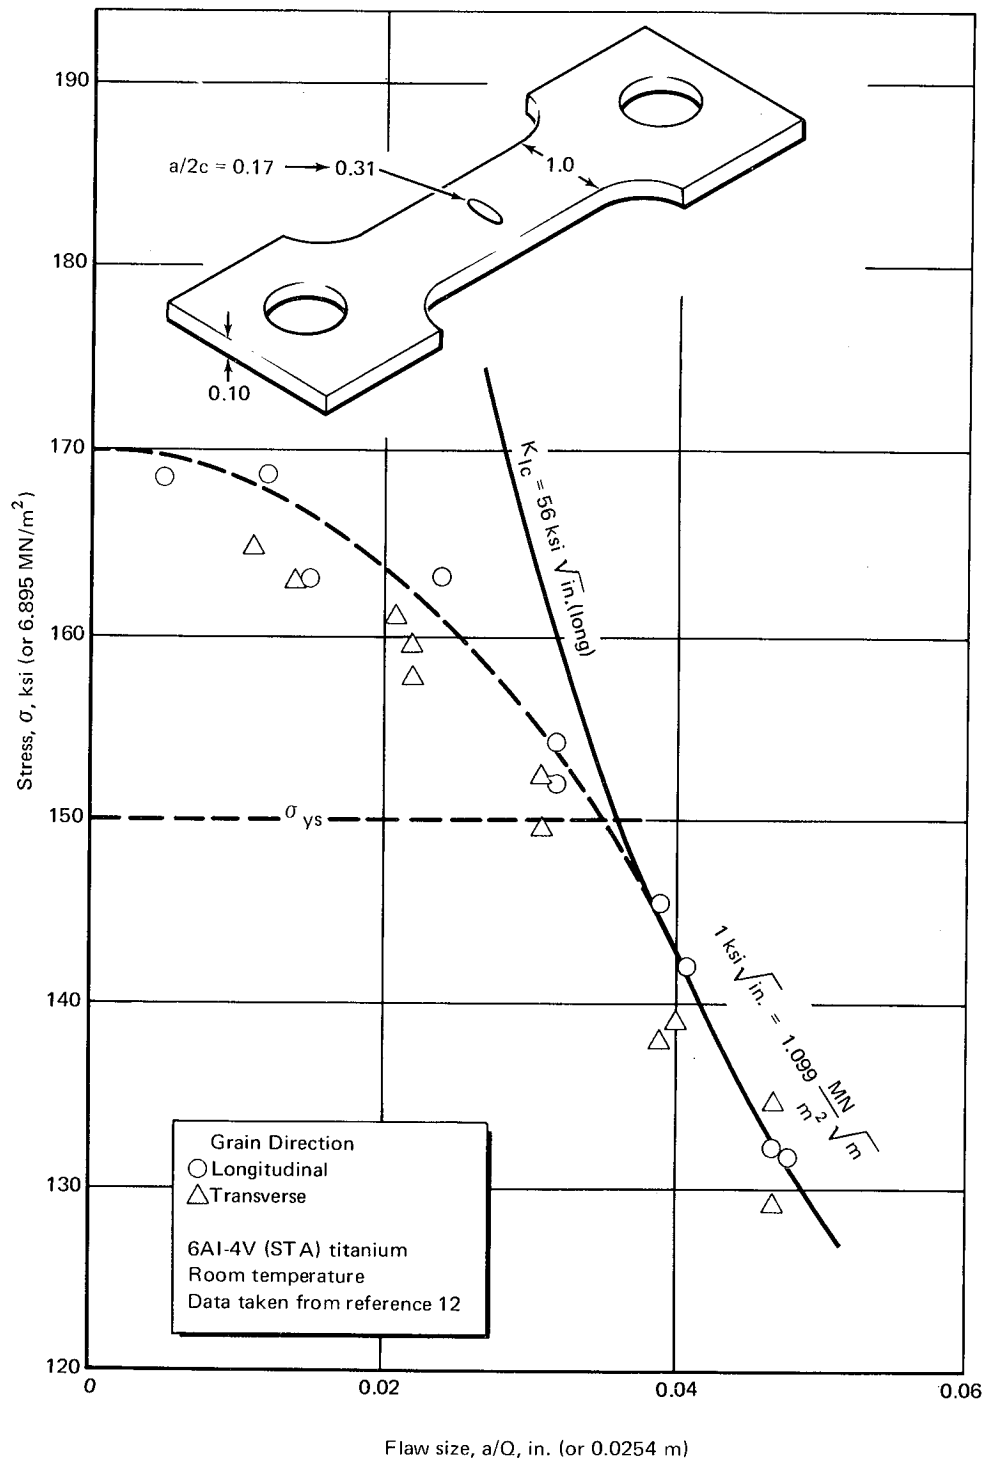 190
a/2c = 0.17 → 0.31
1.0
180
0.10
170
K Ic = 56 ksi √in. (long)
160
Stress, σ, ksi (or 6.895 MN/m²)
150
σ ys
1 ksi √in. = 1.099 MN/m² √m
140
Grain Direction
Longitudinal
Transverse
130
6Al-4V (STA) titanium
Room temperature
Data taken from reference 12
120
0
0.02
0.04
0.06
Flaw size, a/Q, in. (or 0.0254 m)